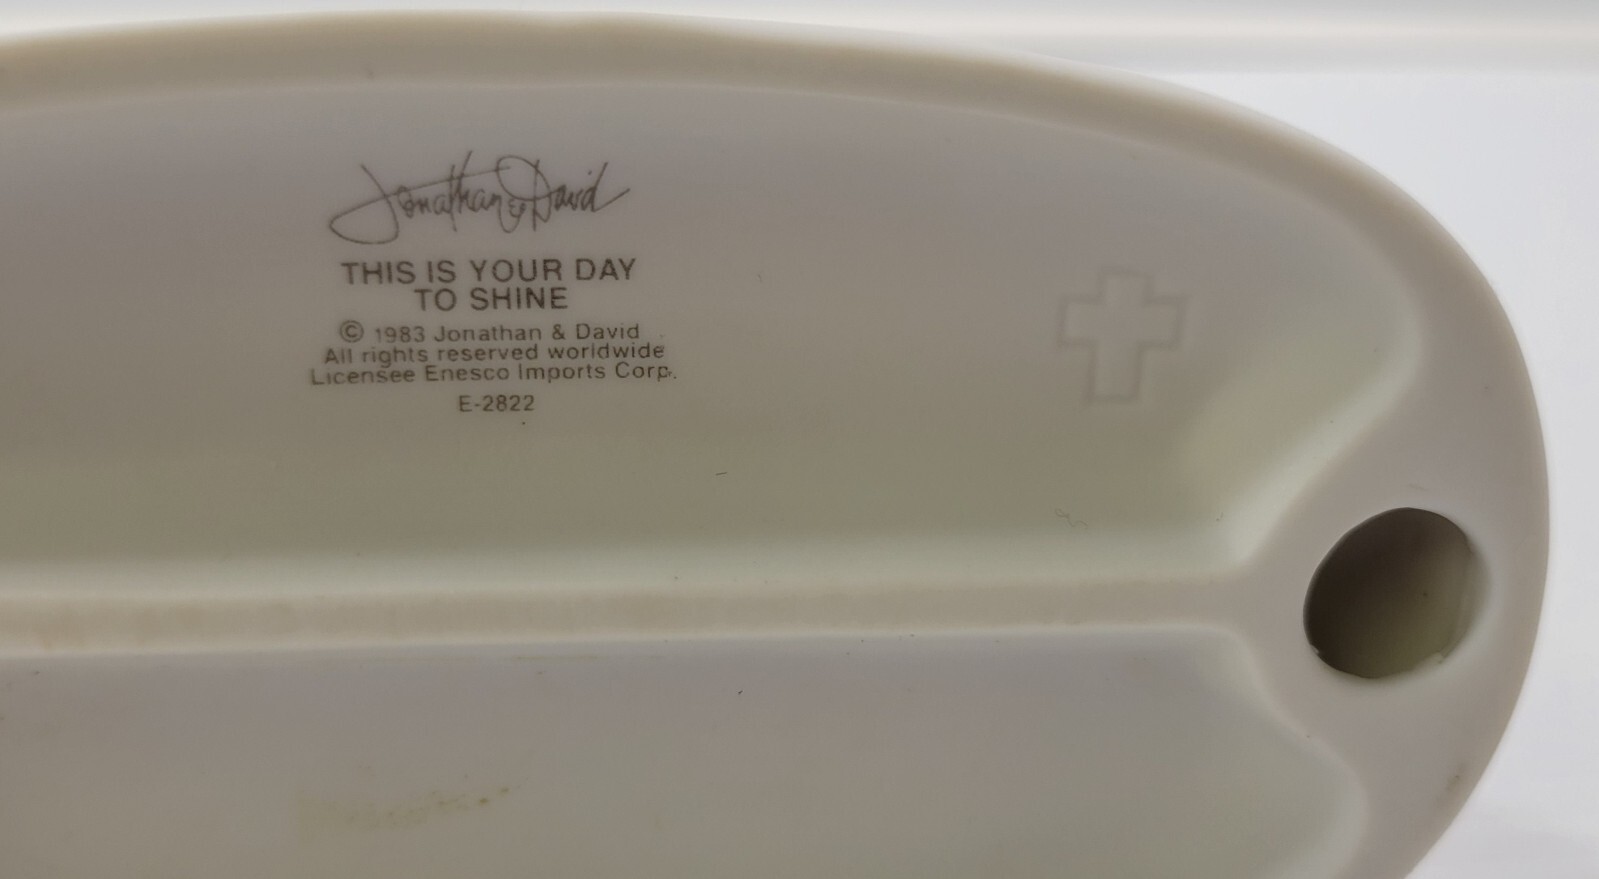 Jonathan & David
THIS IS YOUR DAY
TO SHINE
© 1983 Jonathan & David
All rights reserved worldwide
Licensee Enesco Imports Corp.
E-2822